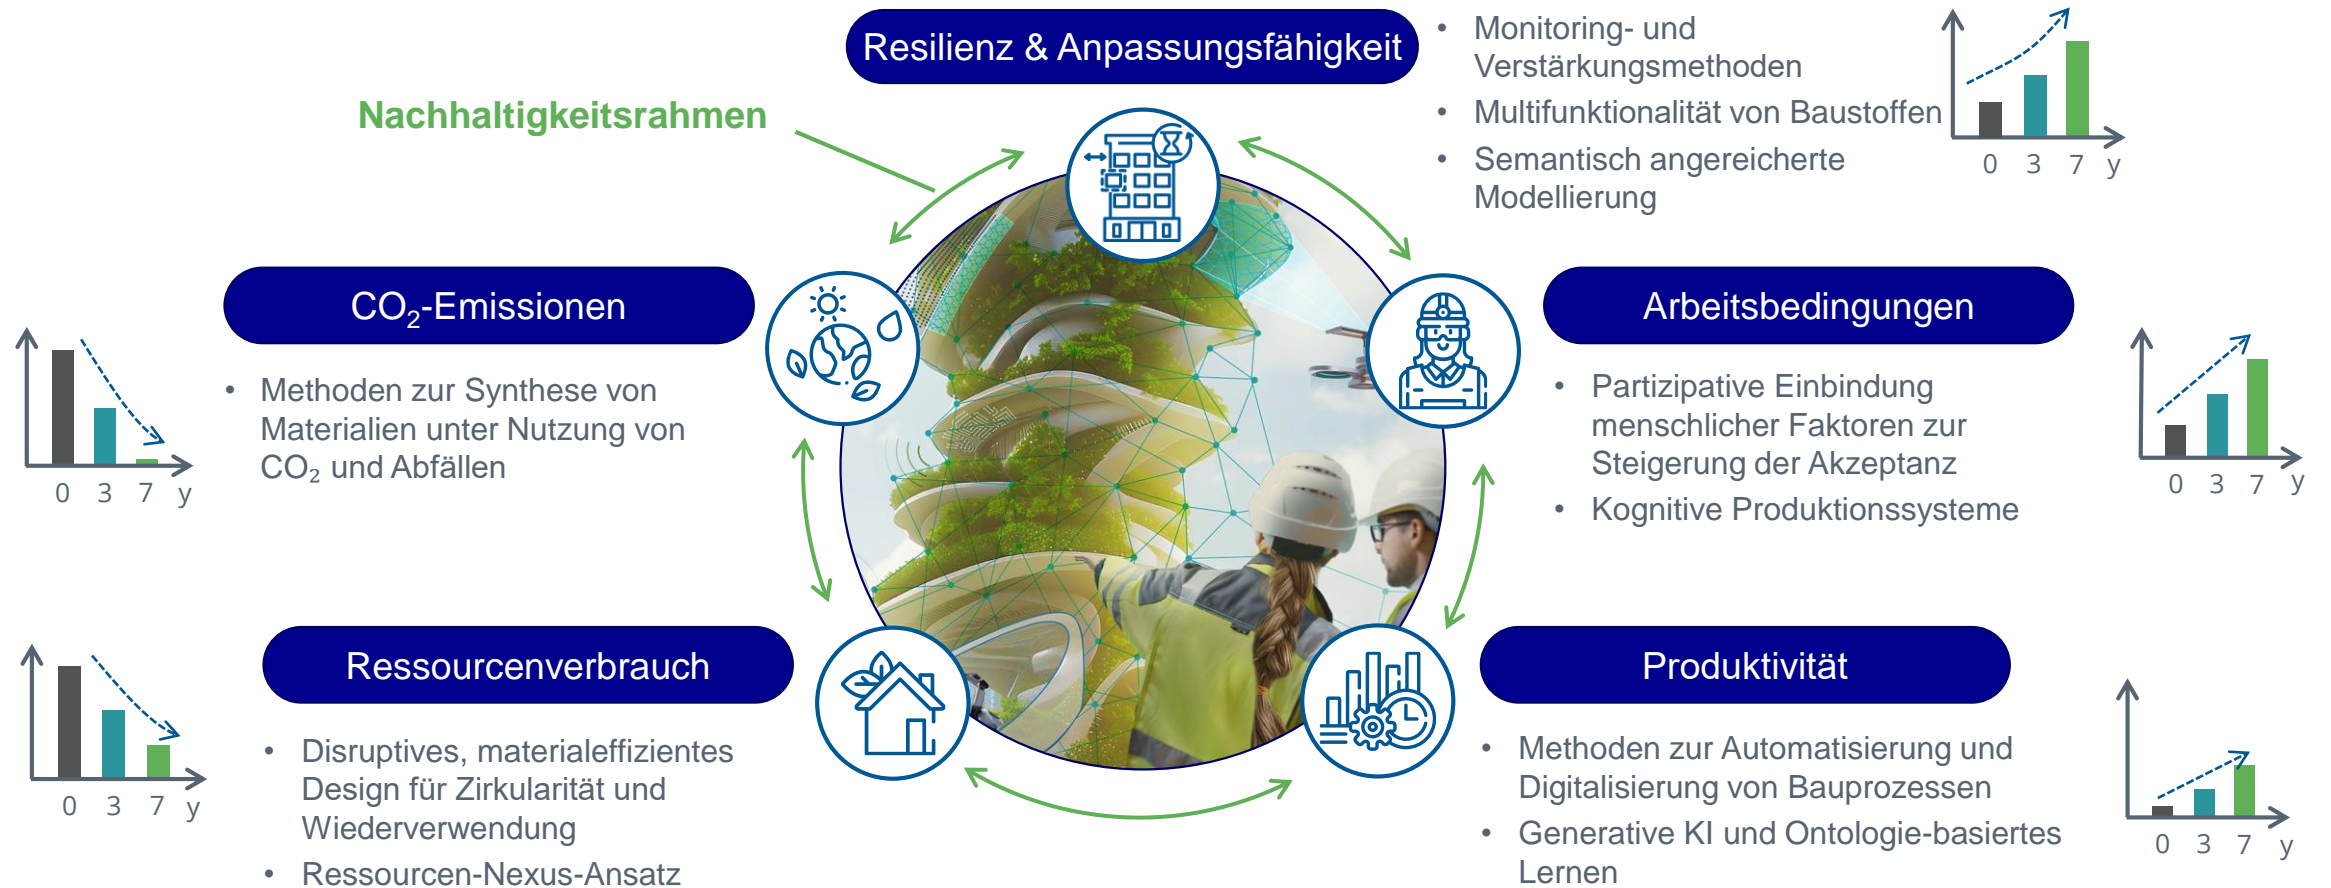 Resilienz & Anpassungsfähigkeit
• Monitoring- und
Verstärkungsmethoden
• Multifunktionalität von Baustoffen
• Semantisch angereicherte
Modellierung
0 3 7 y
Nachhaltigkeitsrahmen
CO₂-Emissionen
• Methoden zur Synthese von
Materialien unter Nutzung von
CO₂ und Abfällen
0 3 7 y
Arbeitsbedingungen
• Partizipative Einbindung
menschlicher Faktoren zur
Steigerung der Akzeptanz
• Kognitive Produktionssysteme
0 3 7 y
Ressourcenverbrauch
• Disruptives, materialeffizientes
Design für Zirkularität und
Wiederverwendung
• Ressourcen-Nexus-Ansatz
0 3 7 y
Produktivität
• Methoden zur Automatisierung und
Digitalisierung von Bauprozessen
• Generative KI und Ontologie-basiertes
Lernen
0 3 7 y